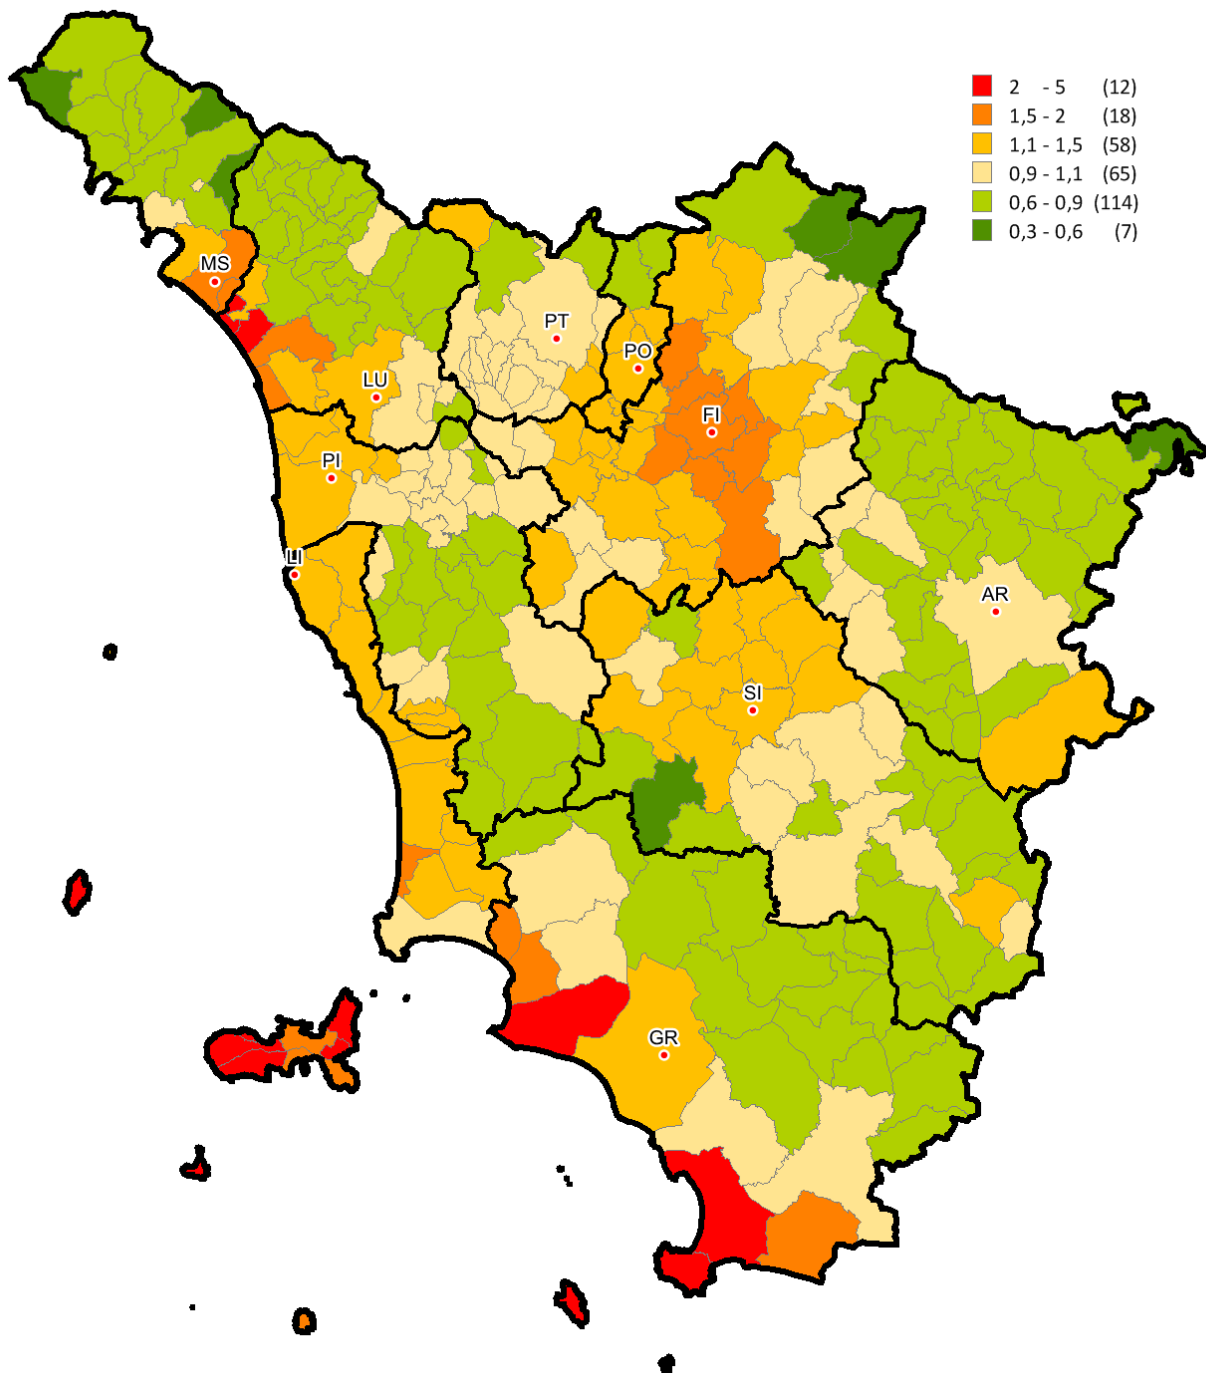 2 - 5 (12)
1,5 - 2 (18)
1,1 - 1,5 (58)
0,9 - 1,1 (65)
0,6 - 0,9 (114)
0,3 - 0,6 (7)
MS
PT
PO
LU
FI
PI
LI
AR
SI
GR